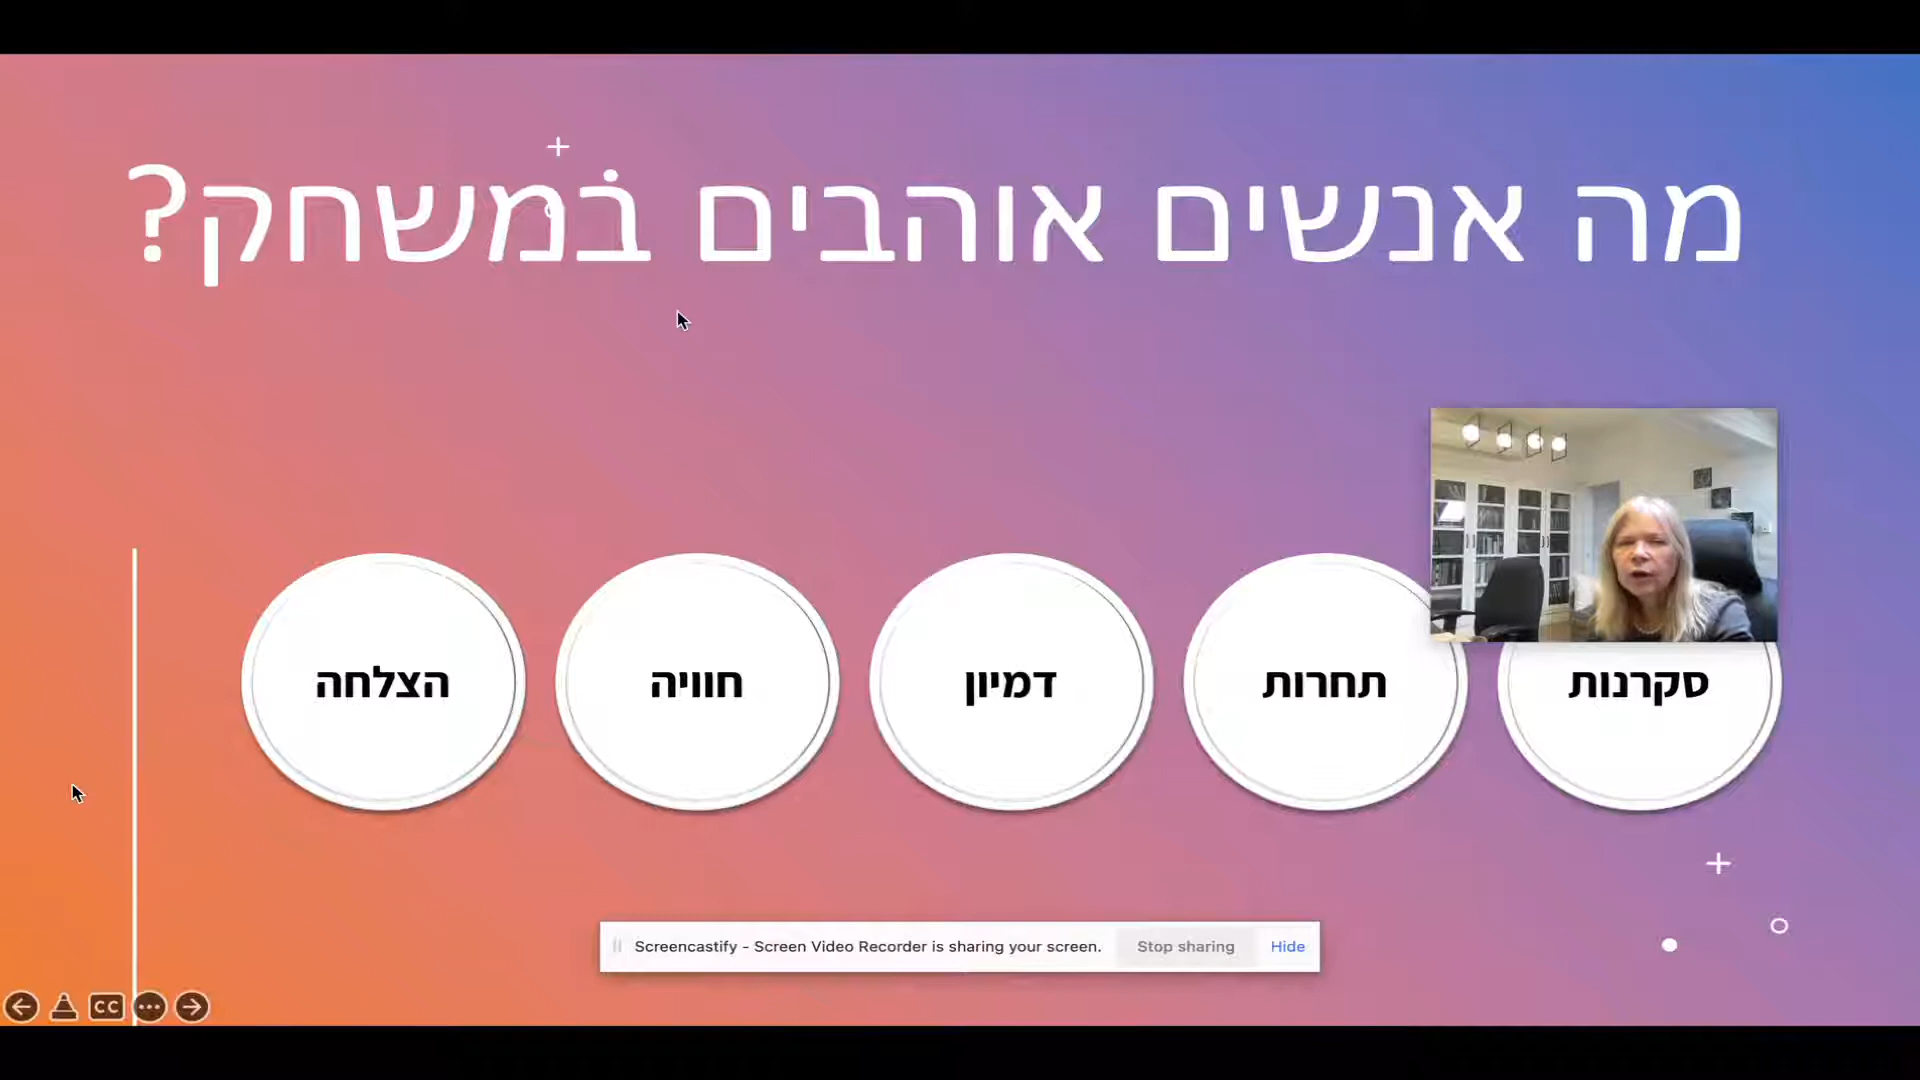 מה אנשים אוהבים במשחק?
סקרנות
תחרות
דמיון
חוויה
הצלחה
Screencastify - Screen Video Recorder is sharing your screen. Stop sharing Hide
CC